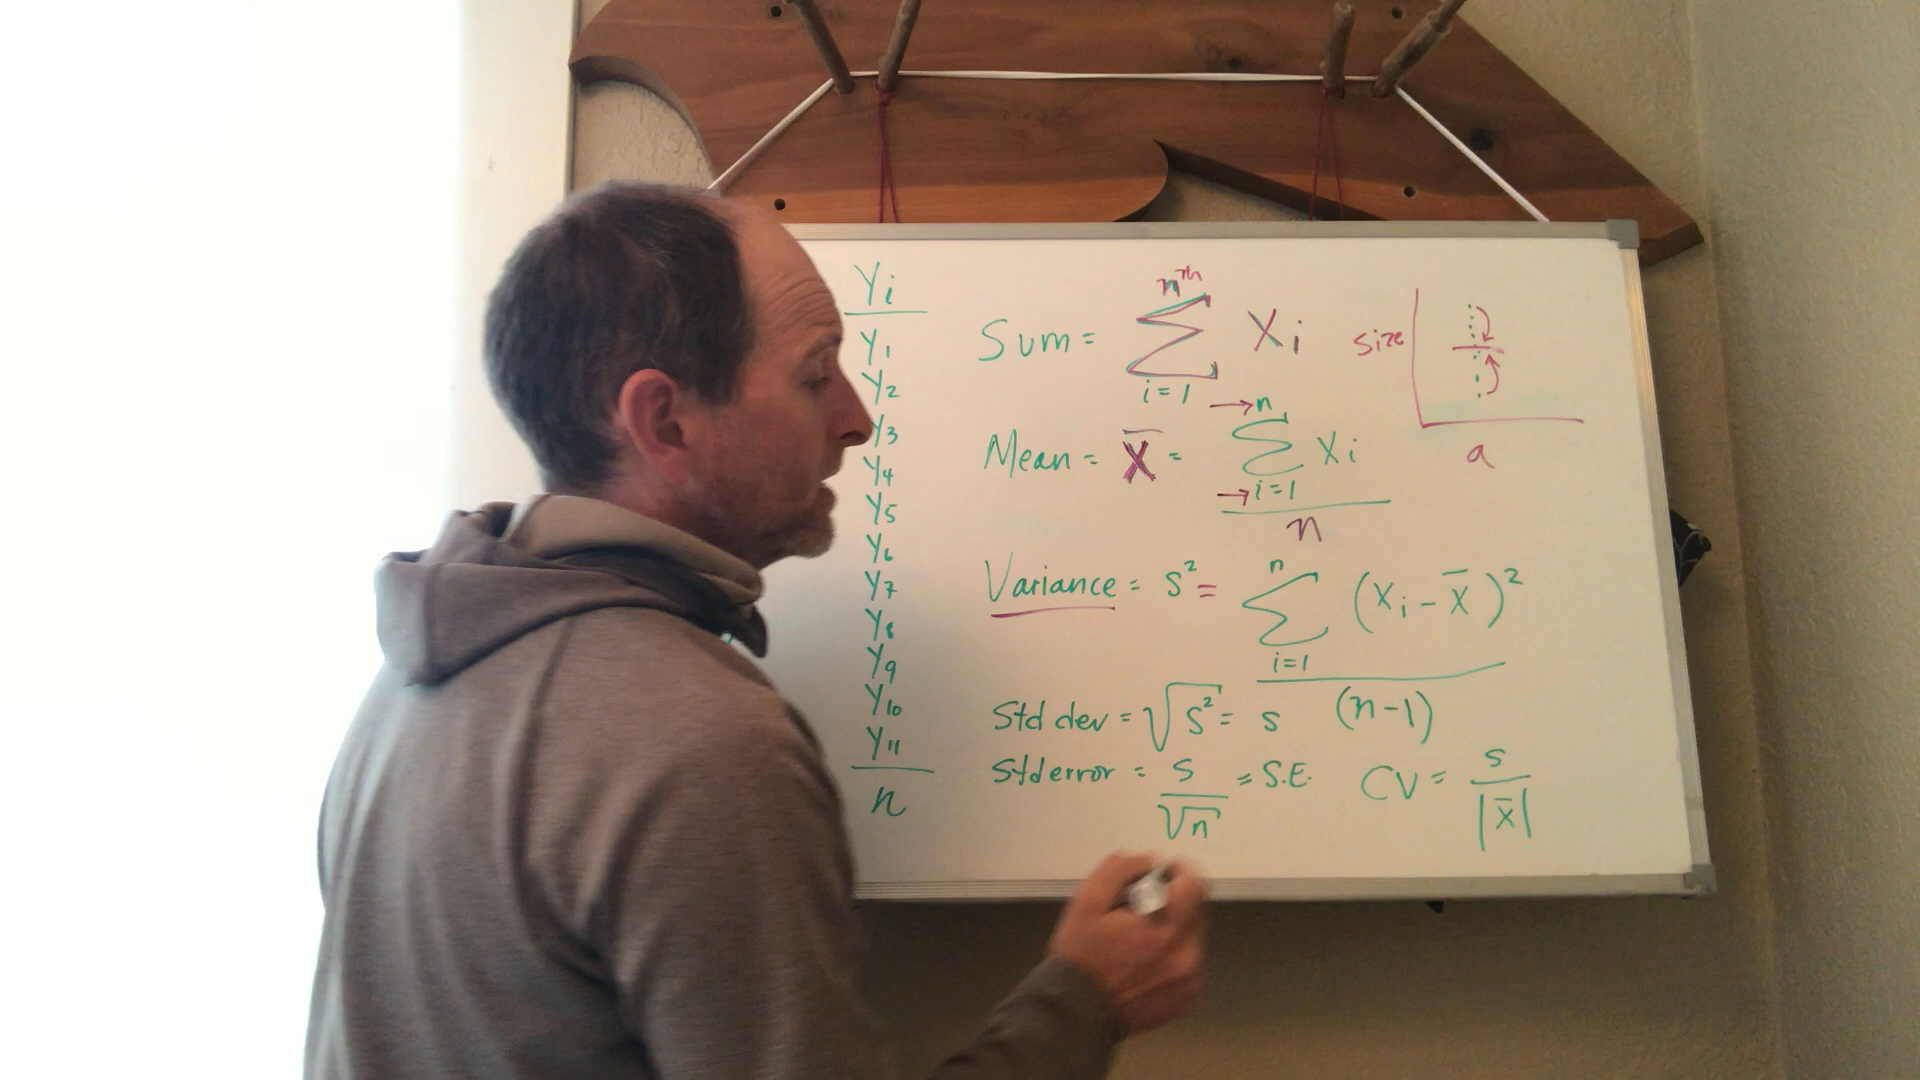 Yi
Y1
Y2
Y3
Y4
Y5
Y6
Y7
Y8
Y9
Y10
Y11
n
Sum = nth Σ i=1 Xi
Mean = X̄ = → n Σ → i=1 Xi / n
Variance = s² = n Σ i=1 (Xi - X̄)² / (n-1)
Std dev = √s² = s
Std error = s / √n = S.E.
CV = s / |X̄|
size
a